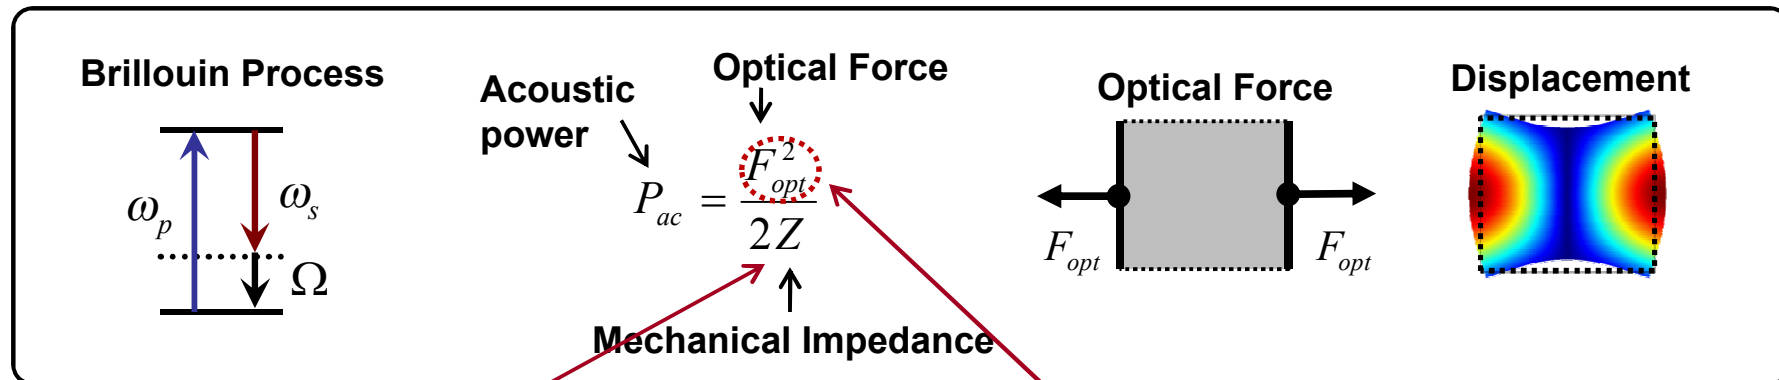 Brillouin Process
ω_p
ω_s
Ω
Acoustic
power
Optical Force
P_ac = F_opt^2 / 2Z
Mechanical Impedance
Optical Force
F_opt
F_opt
Displacement